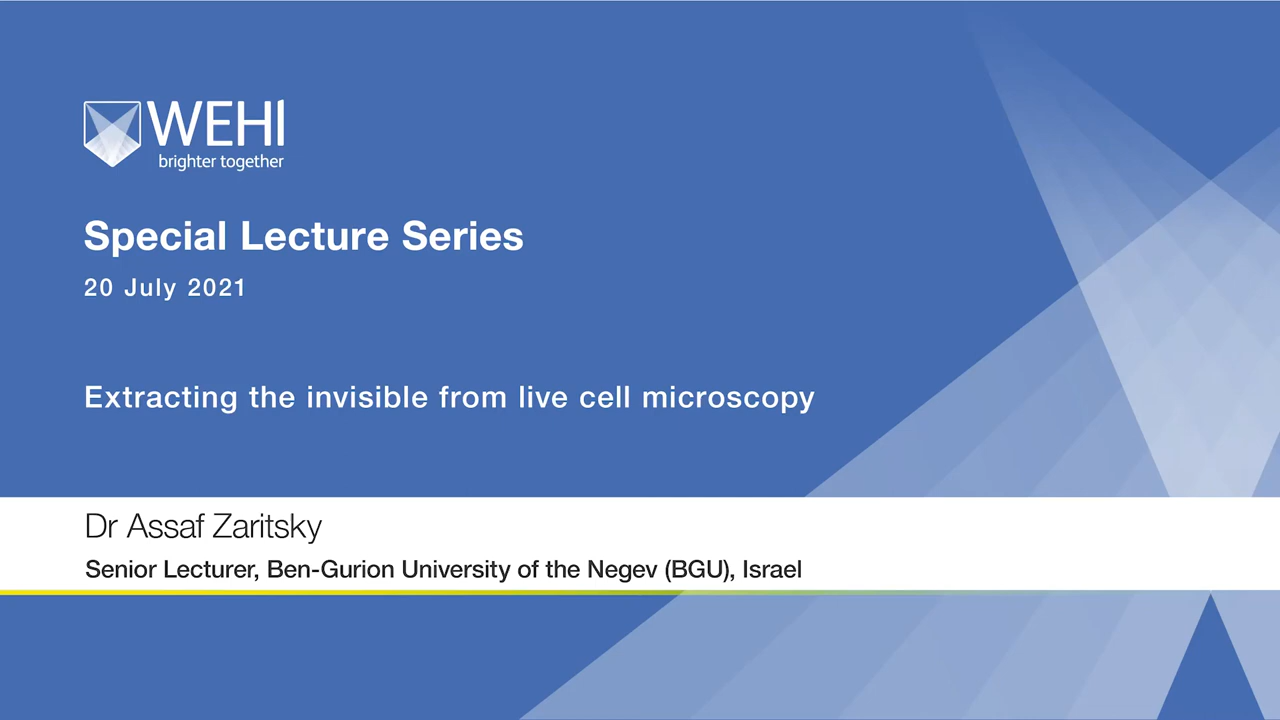 WEHI
brighter together
Special Lecture Series
20 July 2021
Extracting the invisible from live cell microscopy
Dr Assaf Zaritsky
Senior Lecturer, Ben-Gurion University of the Negev (BGU), Israel